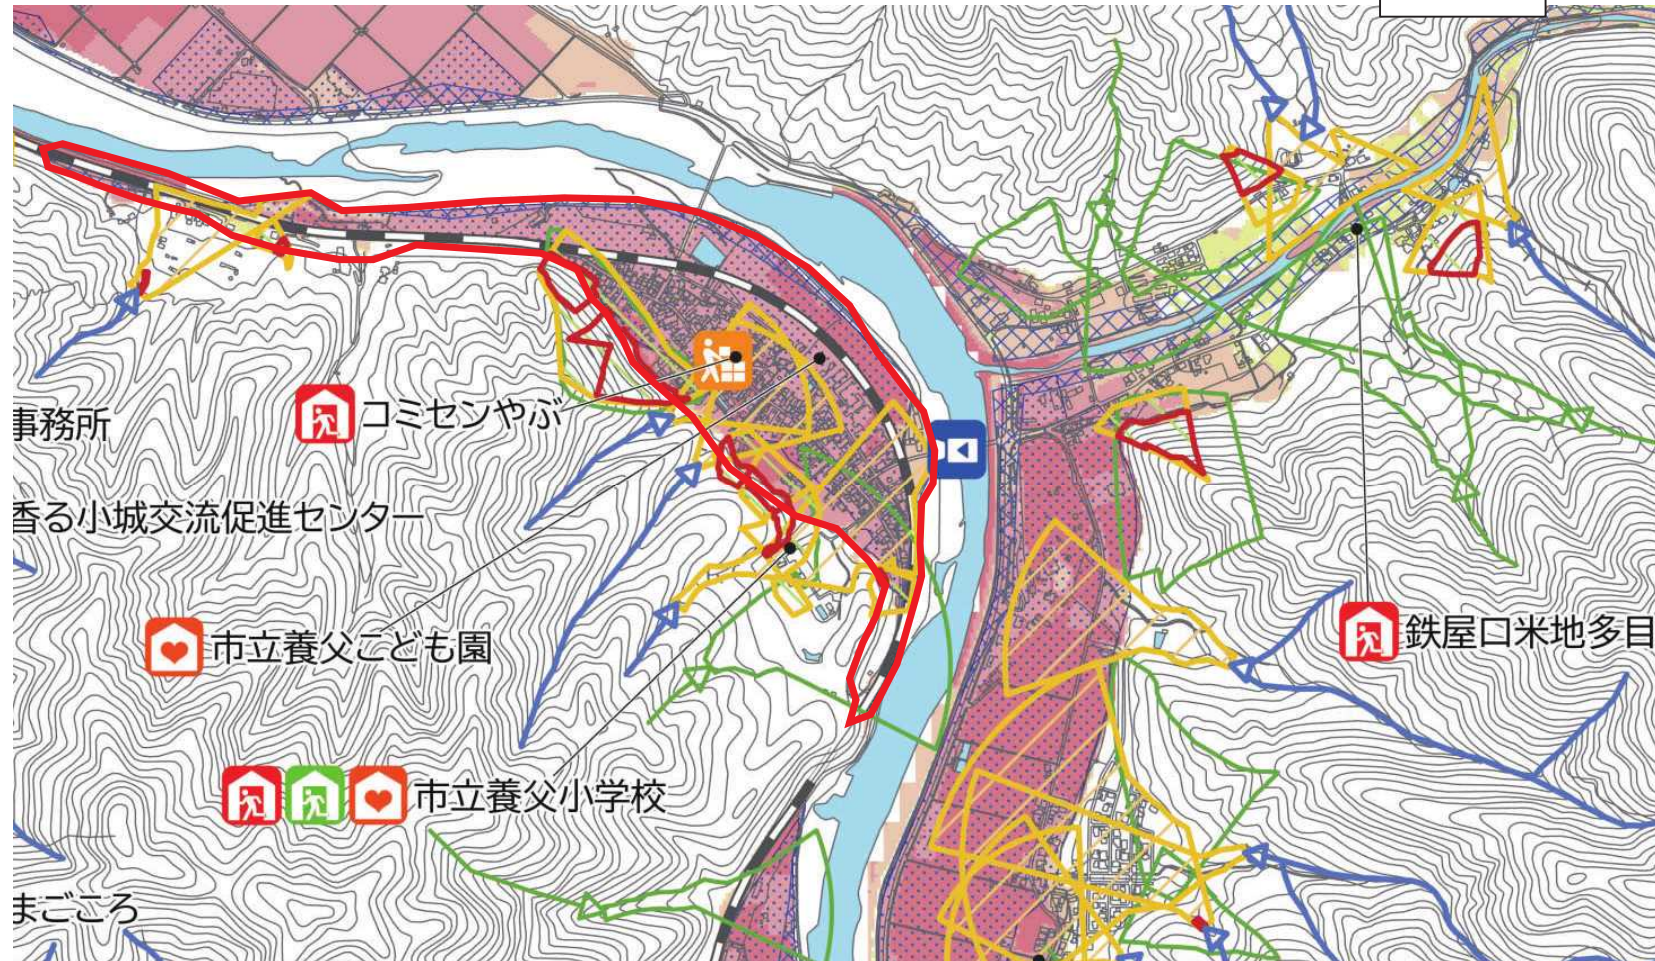 事務所
コミセンやぶ
香る小城交流促進センター
市立養父こども園
鉄屋口米地多目
市立養父小学校
まごころ